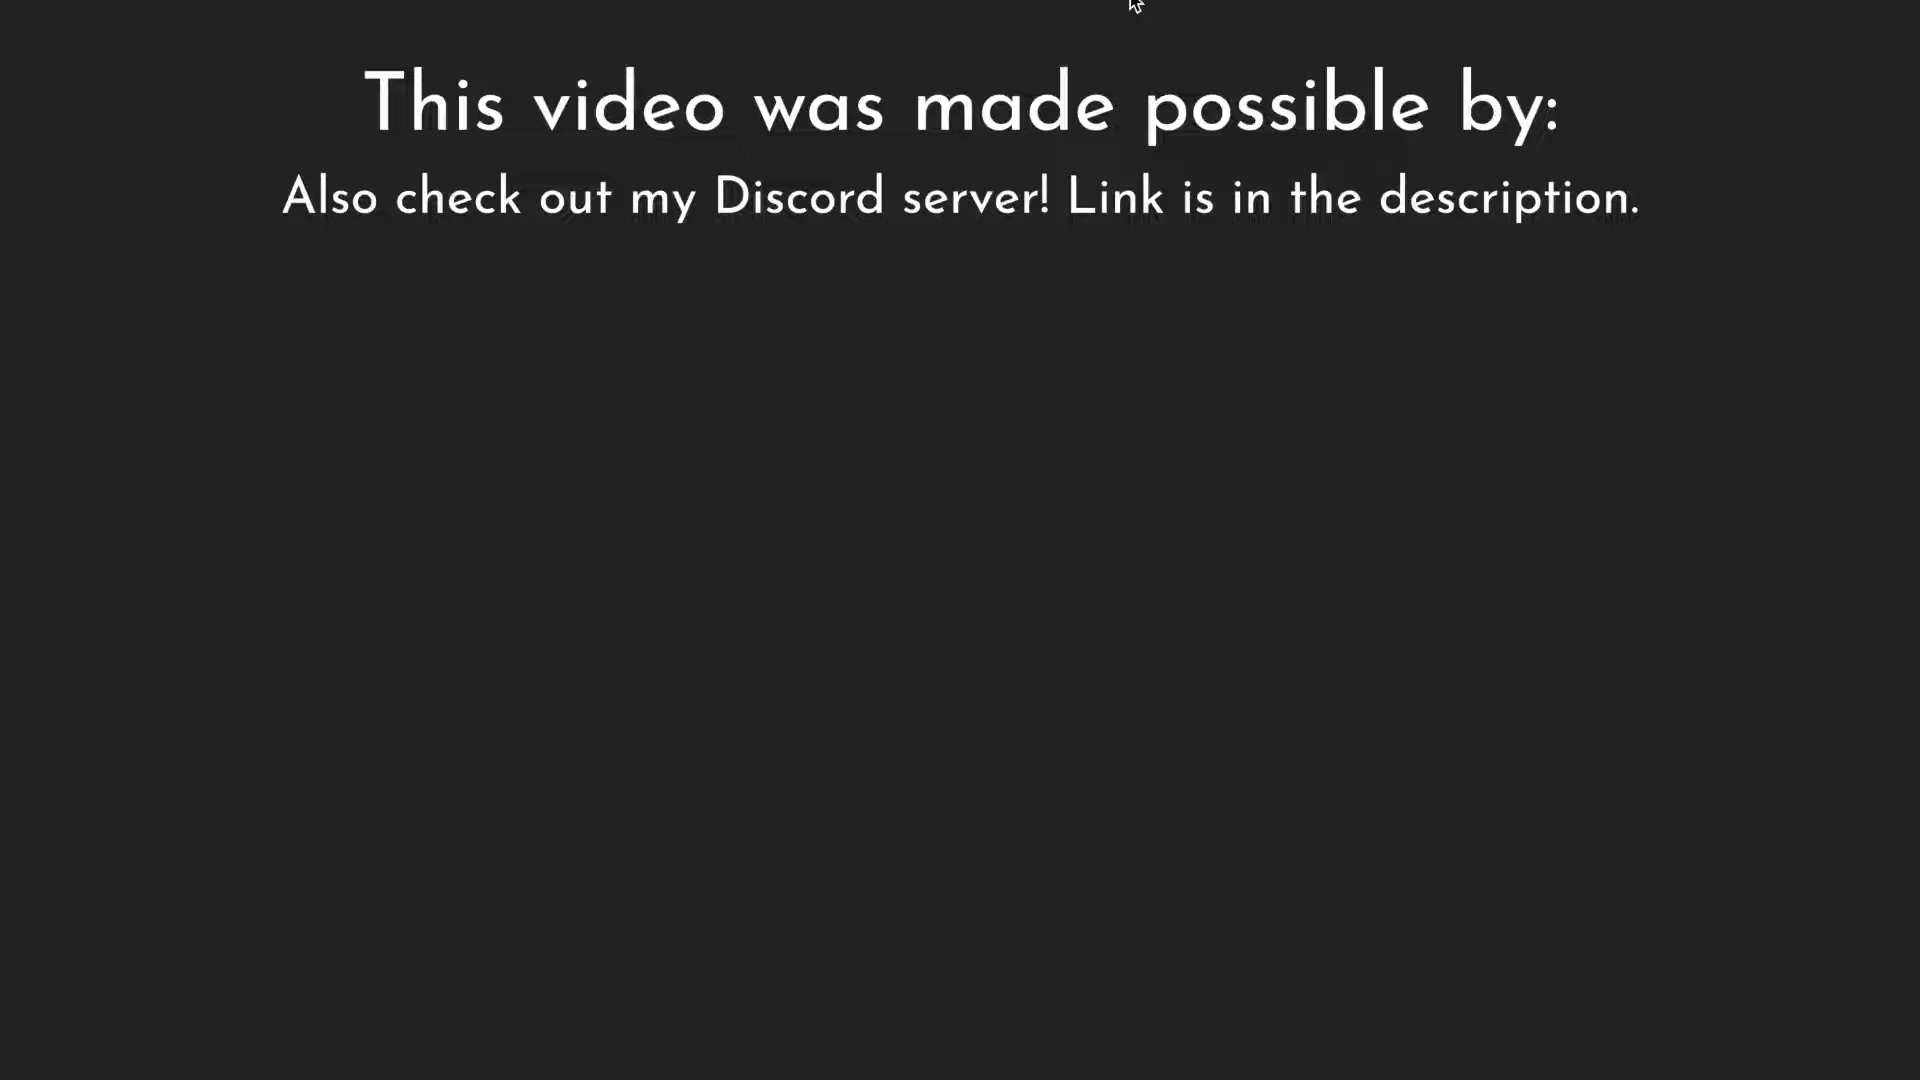 This video was made possible by:
Also check out my Discord server! Link is in the description.